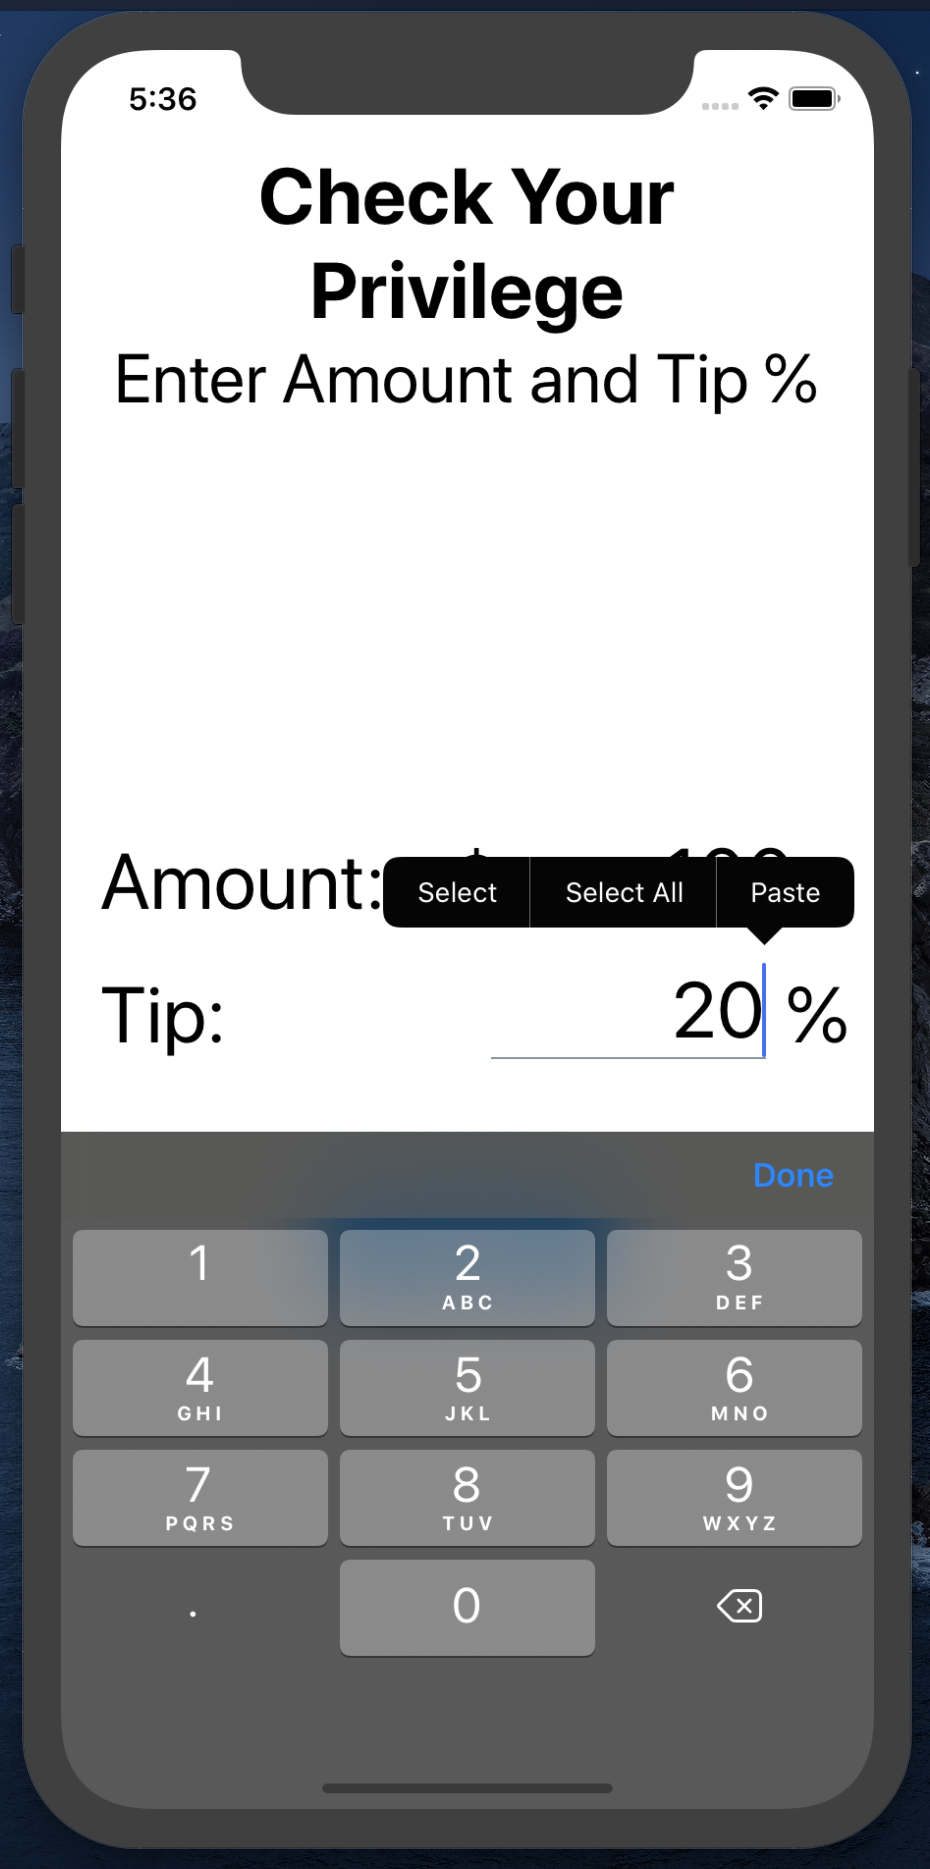 5:36
Check Your
Privilege
Enter Amount and Tip %
Amount:
Select Select All Paste
Tip: 20 %
Done
1 2 3
ABC DEF
4 5 6
GHI JKL MNO
7 8 9
PQRS TUV WXYZ
. 0